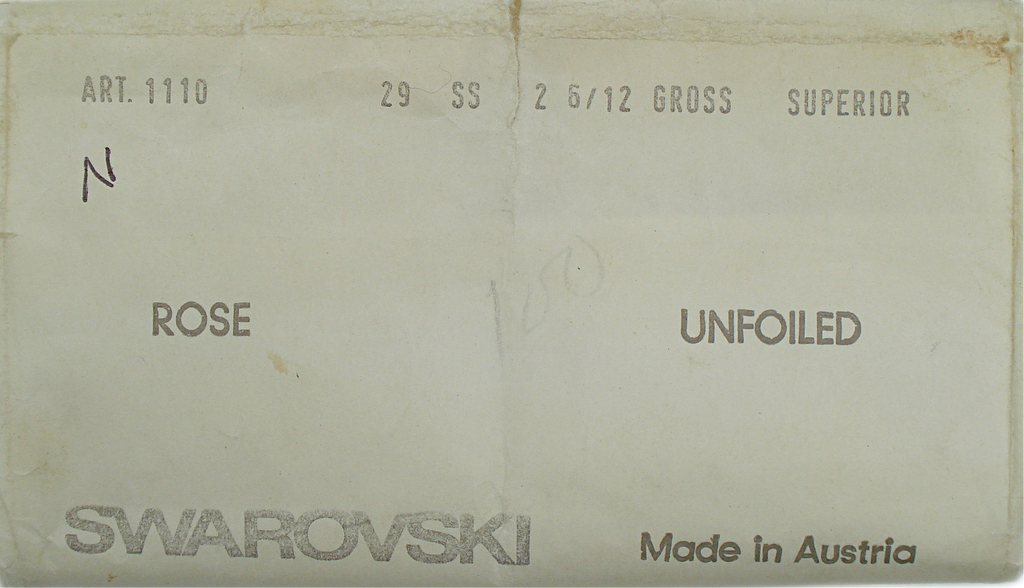 ART. 1110 29 SS 2 6/12 GROSS SUPERIOR
N
ROSE UNFOILED
SWAROVSKI Made in Austria